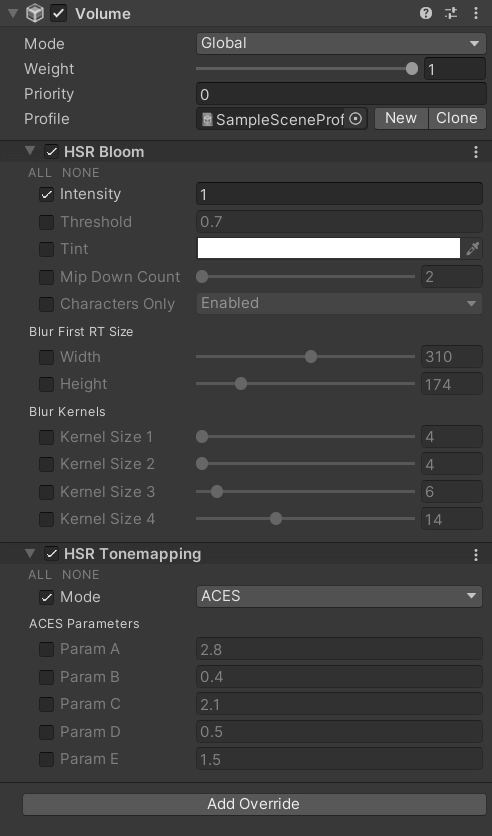 Volume
Mode Global
Weight 1
Priority 0
Profile SampleSceneProf New Clone
HSR Bloom
ALL NONE
Intensity 1
Threshold 0.7
Tint
Mip Down Count 2
Characters Only Enabled
Blur First RT Size
Width 310
Height 174
Blur Kernels
Kernel Size 1 4
Kernel Size 2 4
Kernel Size 3 6
Kernel Size 4 14
HSR Tonemapping
ALL NONE
Mode ACES
ACES Parameters
Param A 2.8
Param B 0.4
Param C 2.1
Param D 0.5
Param E 1.5
Add Override